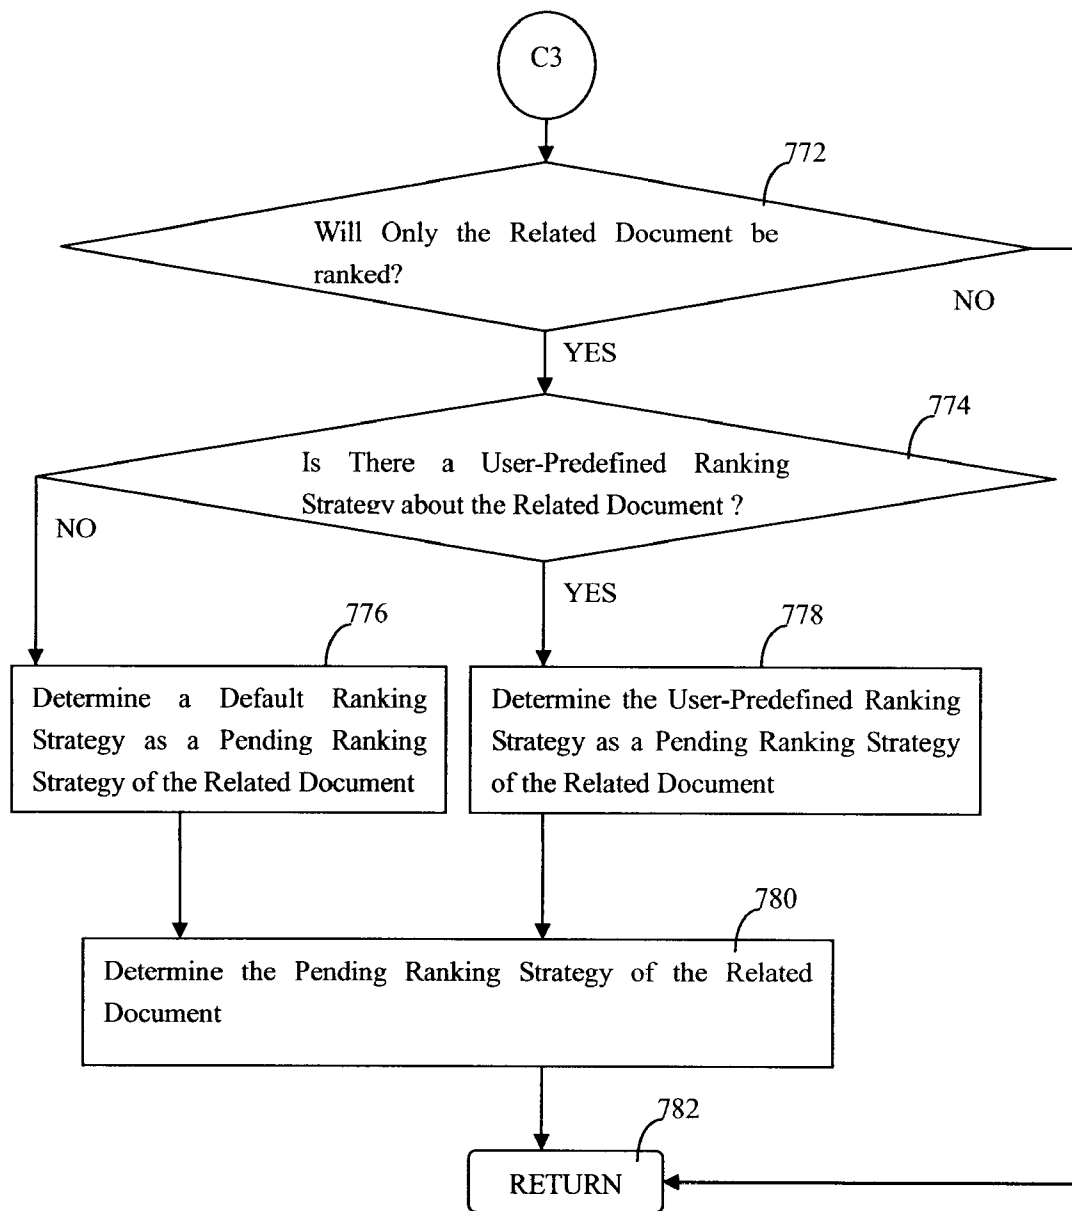 C3
772
Will Only the Related Document be
ranked?
NO
YES
774
Is There a User-Predefined Ranking
Strategy about the Related Document ?
NO
YES
776
778
Determine a Default Ranking
Strategy as a Pending Ranking
Strategy of the Related Document
Determine the User-Predefined Ranking
Strategy as a Pending Ranking Strategy
of the Related Document
780
Determine the Pending Ranking Strategy of the Related
Document
782
RETURN